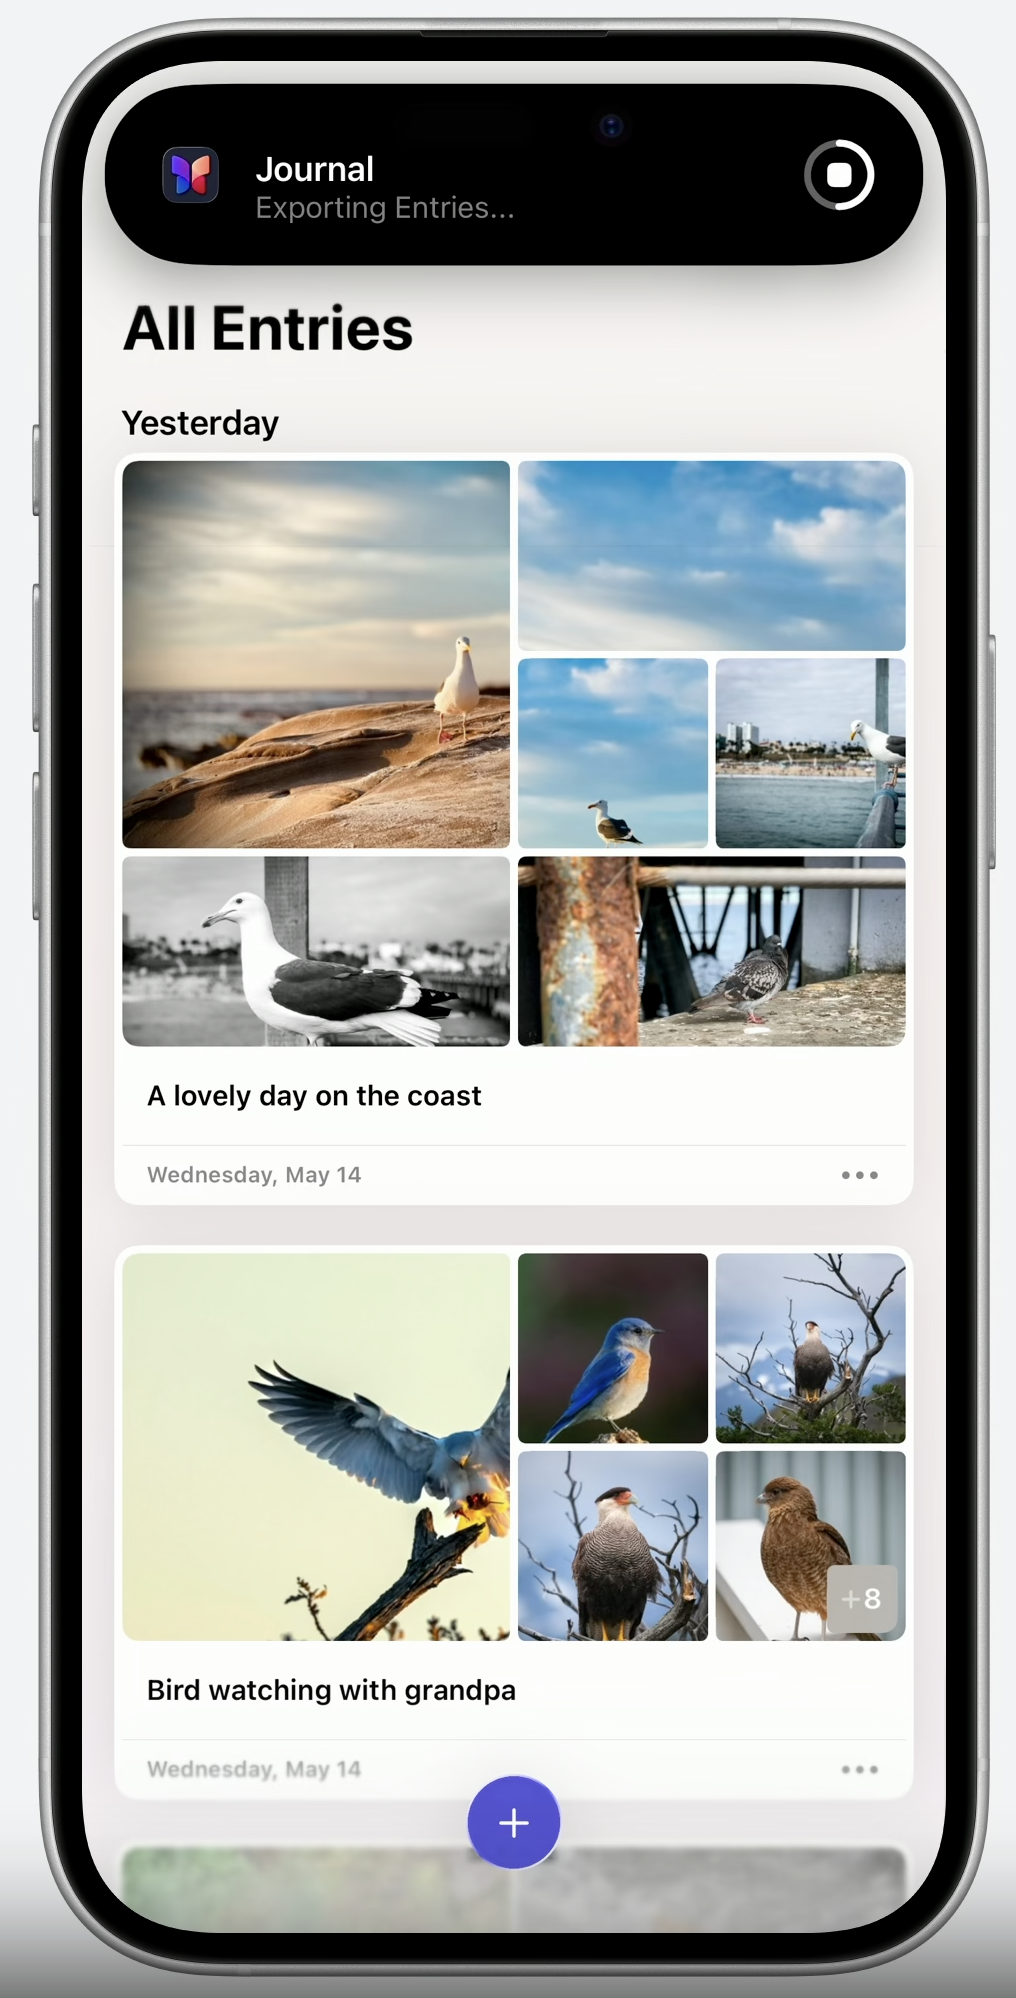 Journal
Exporting Entries...
All Entries
Yesterday
A lovely day on the coast
Wednesday, May 14
+8
Bird watching with grandpa
Wednesday, May 14